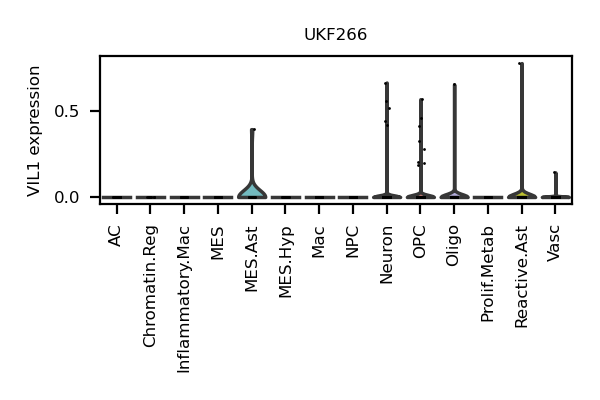 UKF266
VIL1 expression
0.5
0.0
AC
Chromatin.Reg
Inflammatory.Mac
MES
MES.Ast
MES.Hyp
Mac
NPC
Neuron
OPC
Oligo
Prolif.Metab
Reactive.Ast
Vasc